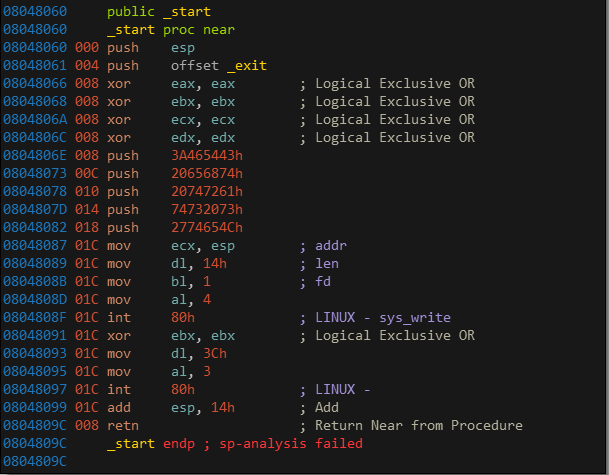 08048060 public _start
08048060 _start proc near
08048060 000 push esp
08048061 004 push offset _exit
08048066 008 xor eax, eax ; Logical Exclusive OR
08048068 008 xor ebx, ebx ; Logical Exclusive OR
0804806A 008 xor ecx, ecx ; Logical Exclusive OR
0804806C 008 xor edx, edx ; Logical Exclusive OR
0804806E 008 push 3A465443h
08048073 00C push 20656874h
08048078 010 push 20747261h
0804807D 014 push 74732073h
08048082 018 push 2774654Ch
08048087 01C mov ecx, esp ; addr
08048089 01C mov dl, 14h ; len
0804808B 01C mov bl, 1 ; fd
0804808D 01C mov al, 4
0804808F 01C int 80h ; LINUX - sys_write
08048091 01C xor ebx, ebx ; Logical Exclusive OR
08048093 01C mov dl, 3Ch
08048095 01C mov al, 3
08048097 01C int 80h ; LINUX -
08048099 01C add esp, 14h ; Add
0804809C 008 retn ; Return Near from Procedure
0804809C _start endp ; sp-analysis failed
0804809C